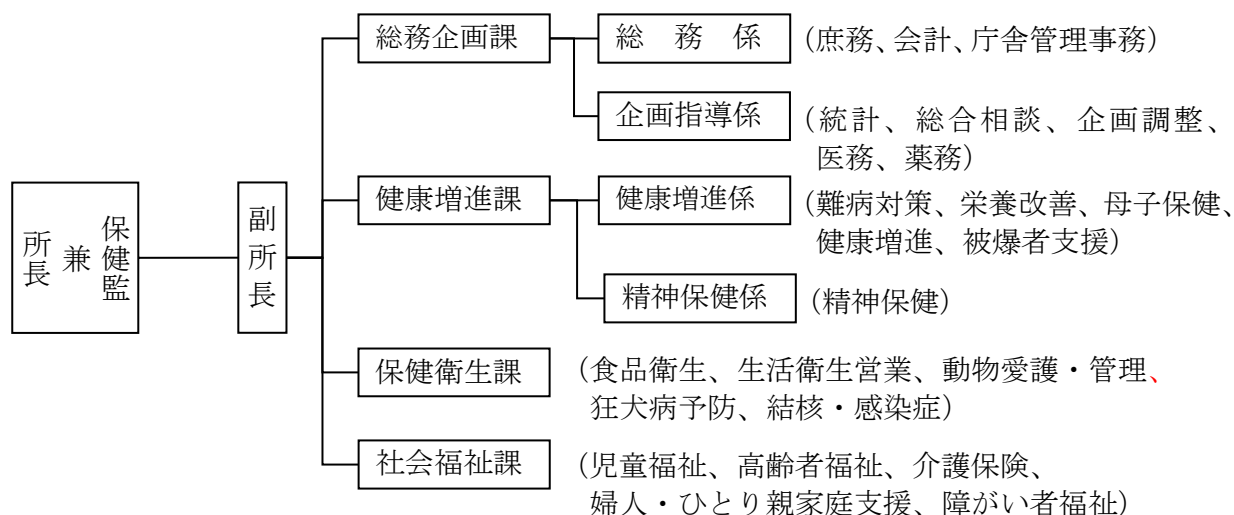 総務企画課
総務係
(庶務、会計、庁舎管理事務)
企画指導係
(統計、総合相談、企画調整、
医務、薬務)
所長
兼
保健監
副所長
健康増進課
健康増進係
(難病対策、栄養改善、母子保健、
健康増進、被爆者支援)
精神保健係
(精神保健)
保健衛生課
(食品衛生、生活衛生営業、動物愛護・管理、
狂犬病予防、結核・感染症)
社会福祉課
(児童福祉、高齢者福祉、介護保険、
婦人・ひとり親家庭支援、障がい者福祉)